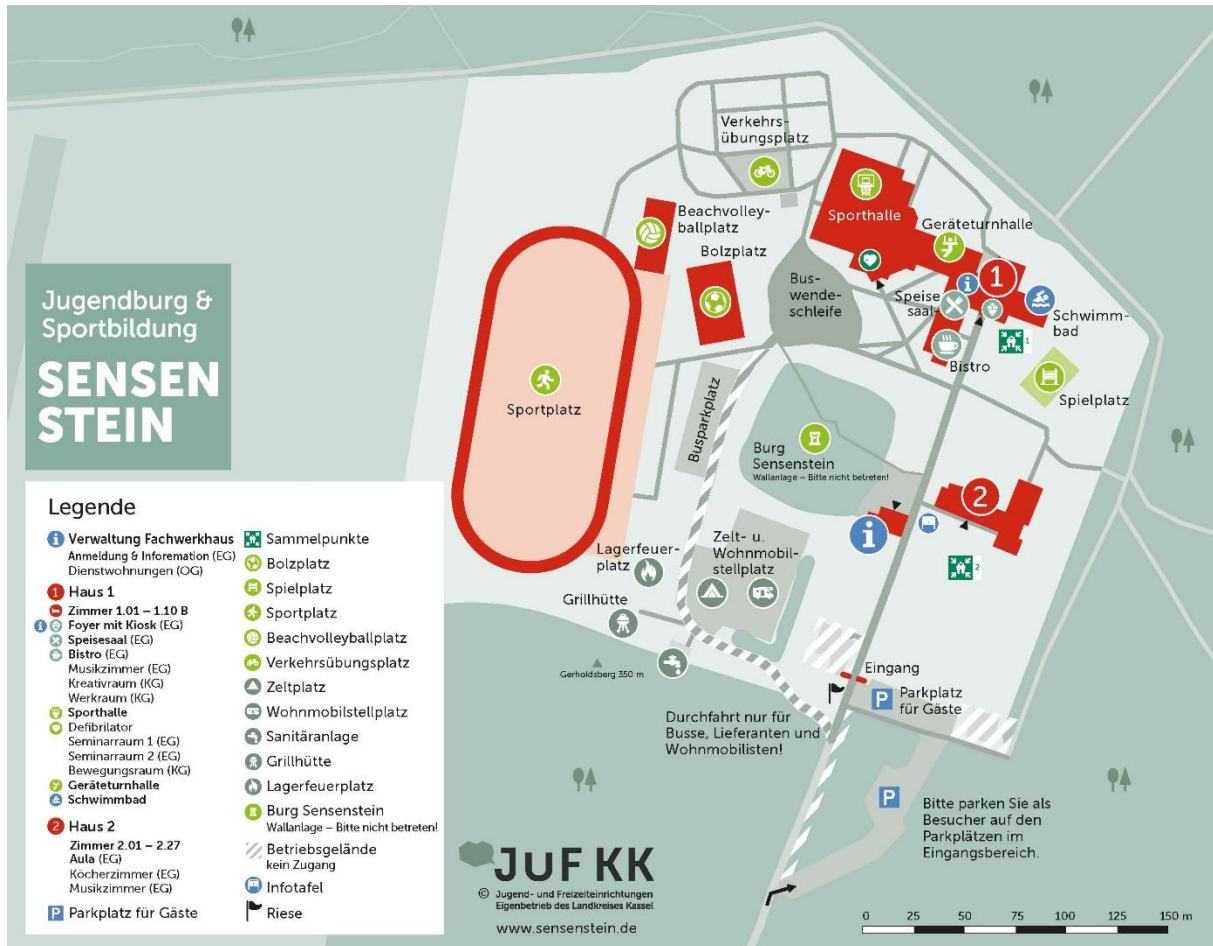 Jugendburg &
Sportbildung
SENSEN
STEIN
Legende
Verwaltung Fachwerkhaus
Anmeldung & Information (EG)
Dienstwohnungen (OG)
1 Haus 1
Zimmer 1.01 – 1.10 B
Foyer mit Kiosk (EG)
Speisesaal (EG)
Bistro (EG)
Musikzimmer (EG)
Kreativraum (KG)
Werkraum (KG)
Sporthalle
Defibrilator
Seminarraum 1 (EG)
Seminarraum 2 (EG)
Bewegungsraum (KG)
Geräteturnhalle
Schwimmbad
2 Haus 2
Zimmer 2.01 – 2.27
Aula (EG)
Köcherzimmer (EG)
Musikzimmer (EG)
P Parkplatz für Gäste
Sammelpunkte
Bolzplatz
Spielplatz
Sportplatz
Beachvolleyballplatz
Verkehrsübungsplatz
Zeltplatz
Wohnmobilstellplatz
Sanitäranlage
Grillhütte
Lagerfeuerplatz
Burg Sensenstein
Wallanlage – Bitte nicht betreten!
Betriebsgelände
kein Zugang
Infotafel
Riese
Verkehrs-
übungsplatz
Beachvolley-
ballplatz
Bolzplatz
Sporthalle
Geräteturnhalle
Bus-
wende-
schleife
Speise
saal
1
Schwimm-
bad
1
Bistro
Spielplatz
Sportplatz
Busparkplatz
Burg
Sensenstein
Wallanlage – Bitte nicht betreten!
2
i
2
Lagerfeuer-
platz
Zelt- u.
Wohnmobil-
stellplatz
Grillhütte
Gerholdsberg 350 m
Eingang
P Parkplatz
für Gäste
Durchfahrt nur für
Busse, Lieferanten und
Wohnmobilisten!
P
Bitte parken Sie als
Besucher auf den
Parkplätzen im
Eingangsbereich.
JUF KK
© Jugend- und Freizeiteinrichtungen
Eigenbetrieb des Landkreises Kassel
www.sensenstein.de
0 25 50 75 100 125 150 m